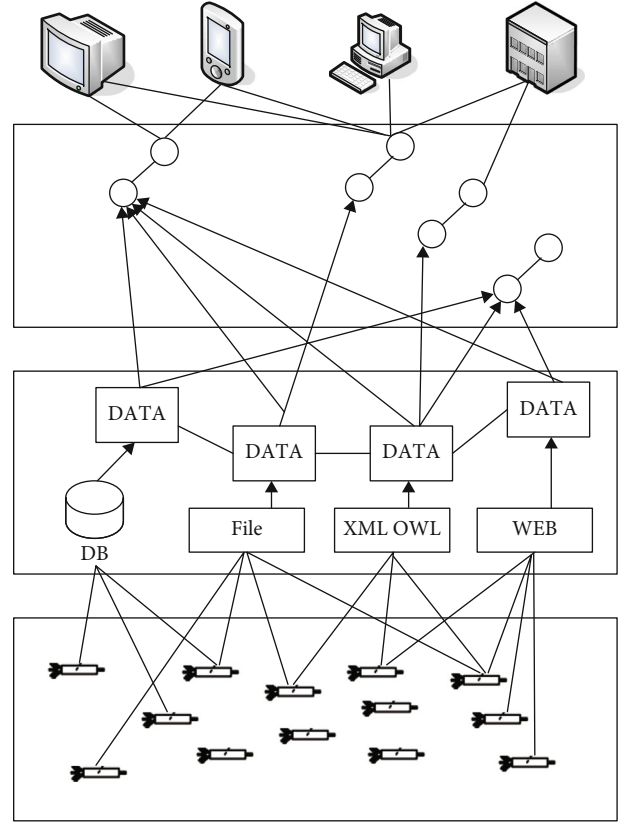 DATA
DATA
DATA
DATA
DB
File
XML OWL
WEB